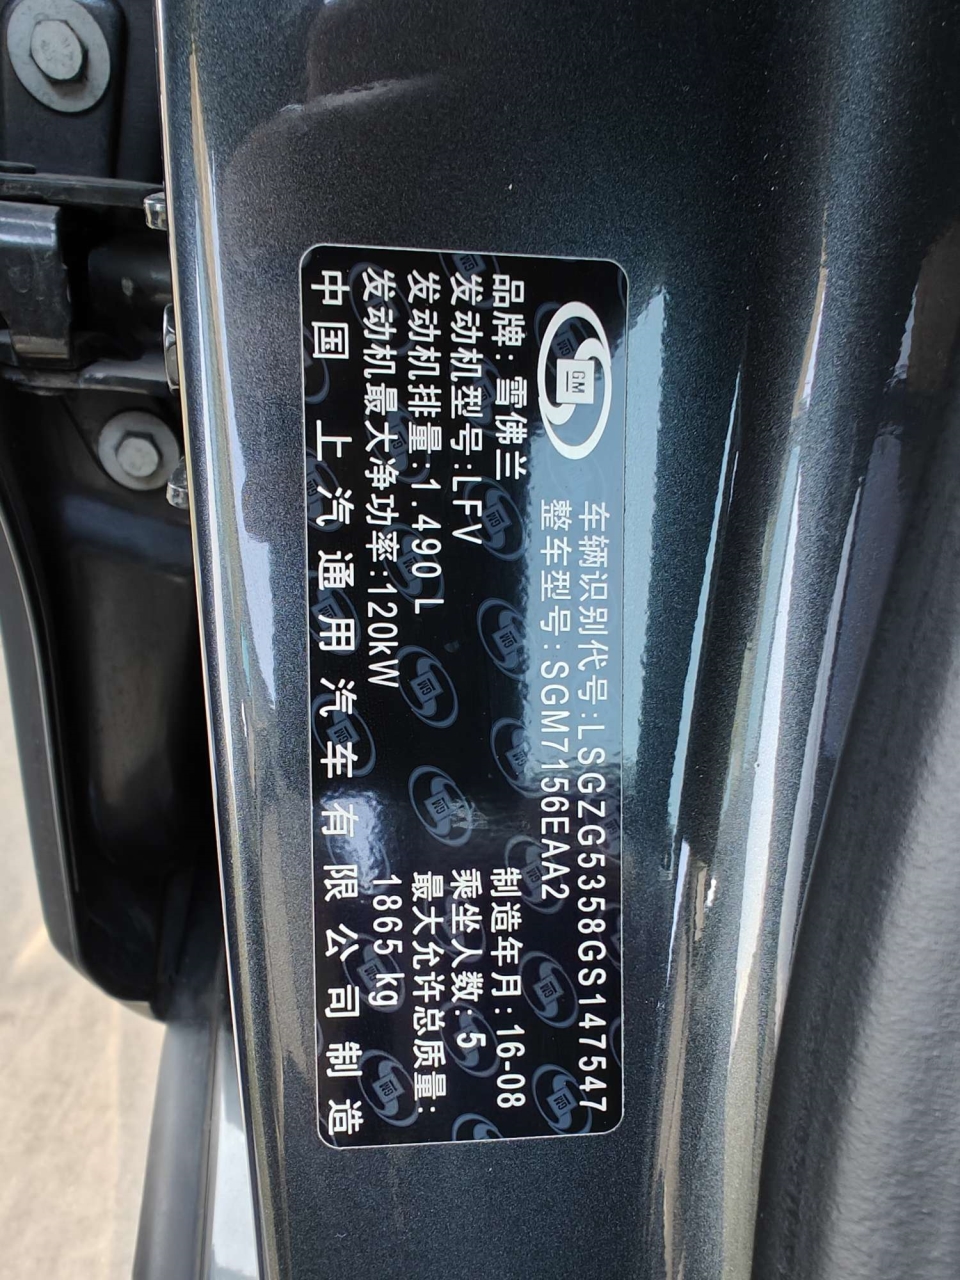 GM
车辆识别代号:LSGZG5358GS147547
整车型号:SGM7156EAA2
品牌:雪佛兰 制造年月:16-08
发动机型号:LFV 乘坐人数:5
发动机排量:1.490L 最大允许总质量:
发动机最大净功率:120kW 1865kg
中国 上汽通用汽车有限公司制造